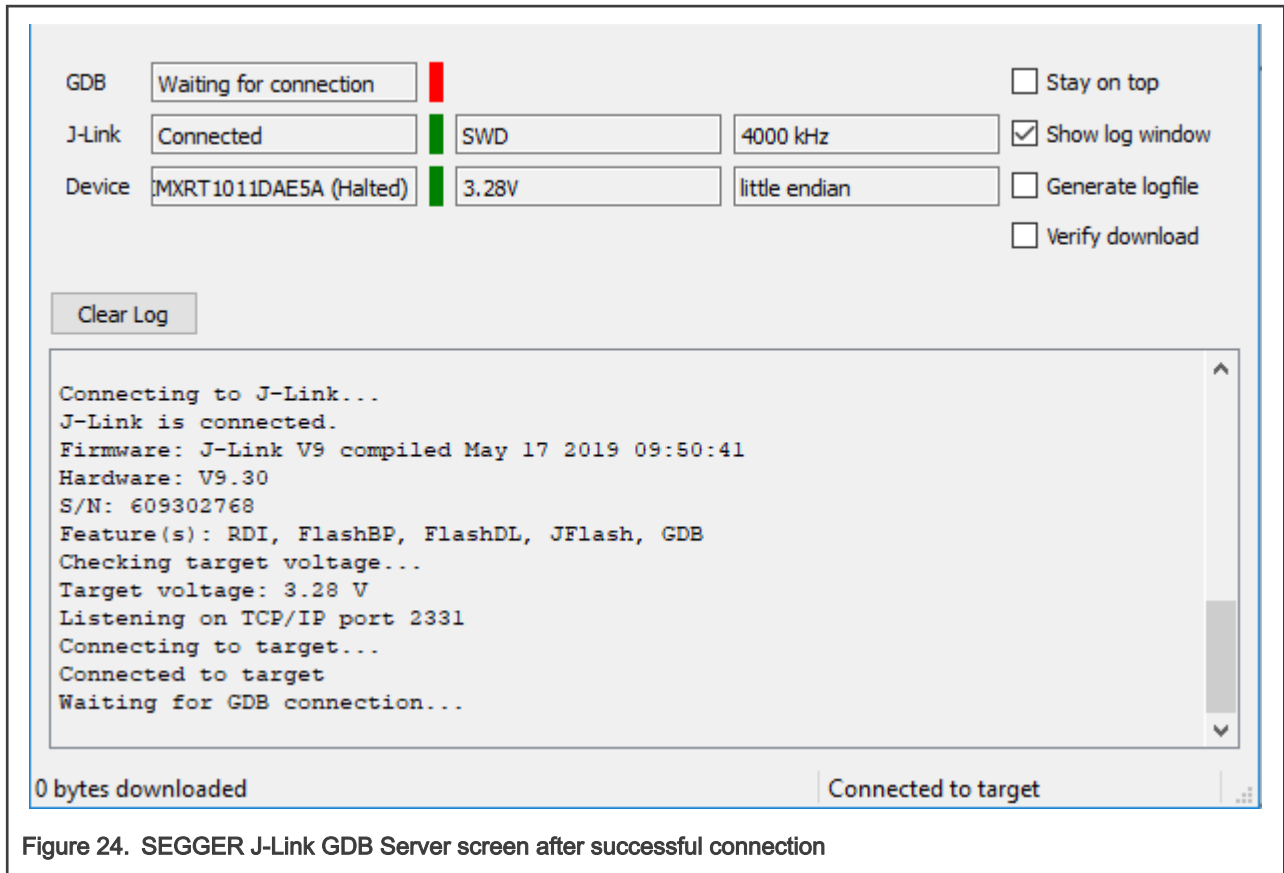 GDB Waiting for connection Stay on top
J-Link Connected SWD 4000 kHz Show log window
Device IMXRT1011DAE5A (Halted) 3.28V little endian Generate logfile
Verify download
Clear Log
Connecting to J-Link...
J-Link is connected.
Firmware: J-Link V9 compiled May 17 2019 09:50:41
Hardware: V9.30
S/N: 609302768
Feature(s): RDI, FlashBP, FlashDL, JFlash, GDB
Checking target voltage...
Target voltage: 3.28 V
Listening on TCP/IP port 2331
Connecting to target...
Connected to target
Waiting for GDB connection...
0 bytes downloaded Connected to target
Figure 24. SEGGER J-Link GDB Server screen after successful connection